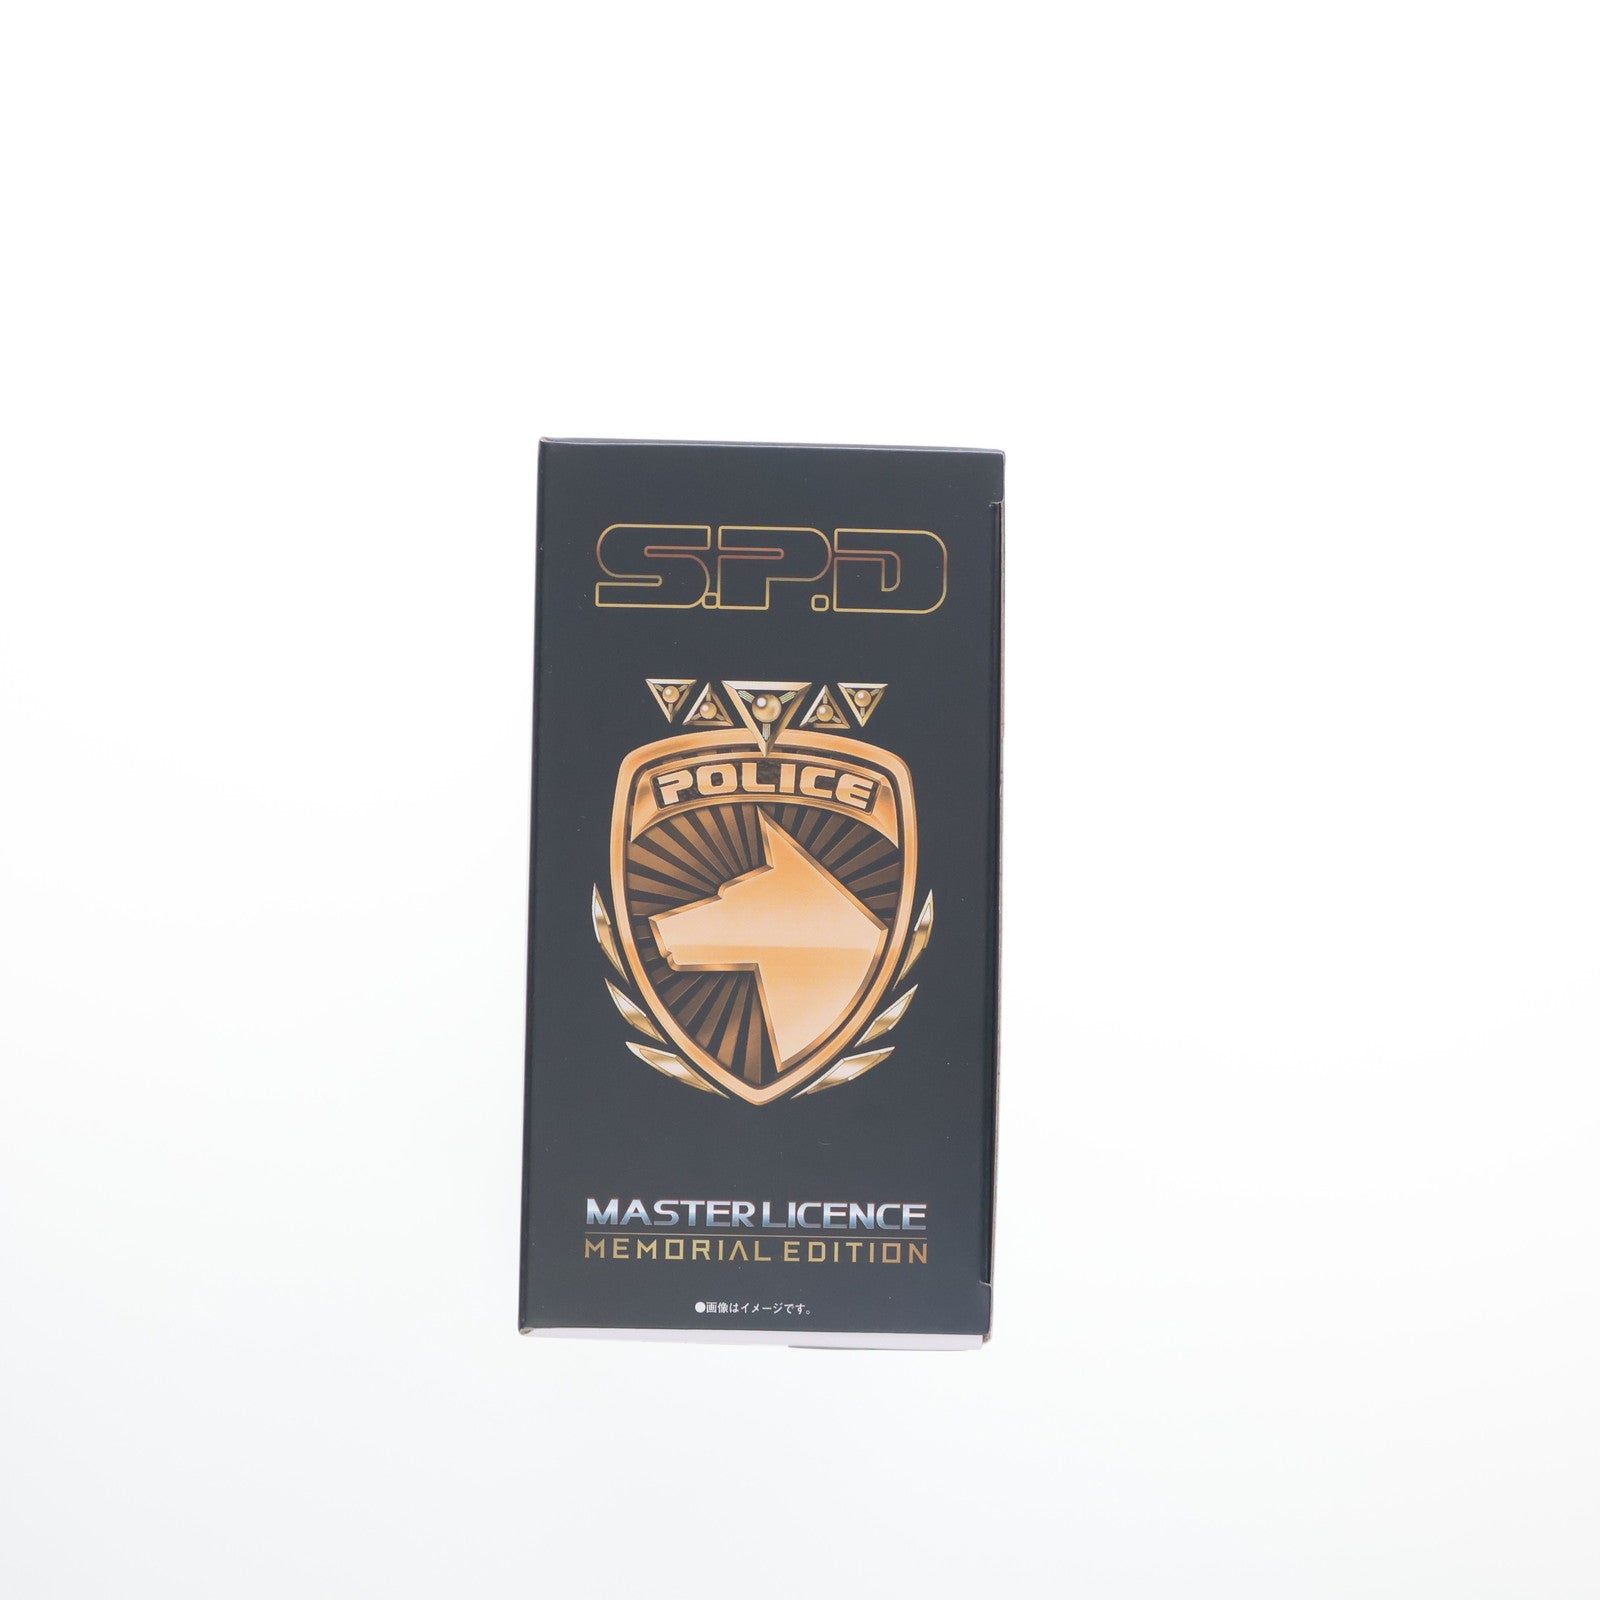 S.P.D
POLICE
MASTER LICENCE
MEMORIAL EDITION
●画像はイメージです。